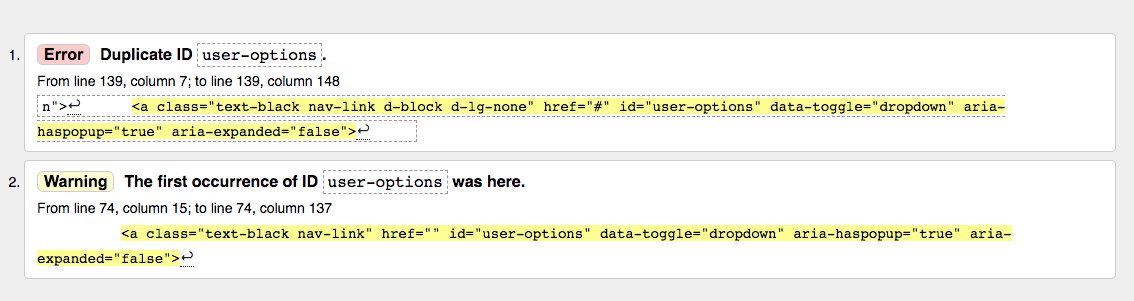 1. Error Duplicate ID user-options.
From line 139, column 7; to line 139, column 148
n">↩ <a class="text-black nav-link d-block d-lg-none" href="#" id="user-options" data-toggle="dropdown" aria-
haspopup="true" aria-expanded="false">↩
2. Warning The first occurrence of ID user-options was here.
From line 74, column 15; to line 74, column 137
<a class="text-black nav-link" href="" id="user-options" data-toggle="dropdown" aria-haspopup="true" aria-
expanded="false">↩